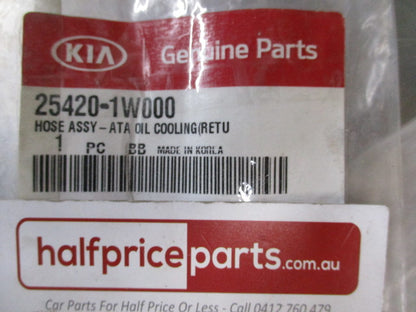 KIA Genuine Parts
25420-1W000
HOSE ASSY-ATA OIL COOLING(RETU
1 PC BB MADE IN KORLA
halfpriceparts.com.au
Car Parts For Half Price Or Less - Call 0412 760 479